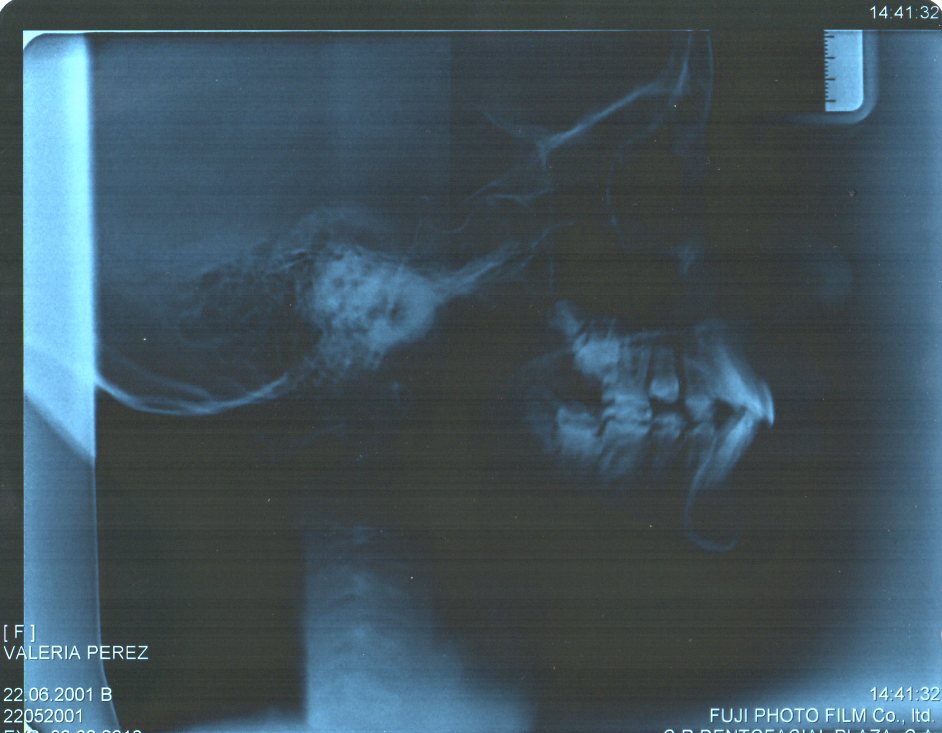 14:41:32
[ F ]
VALERIA PEREZ
22.06.2001 B
22052001
14:41:32
FUJI PHOTO FILM Co., ltd.